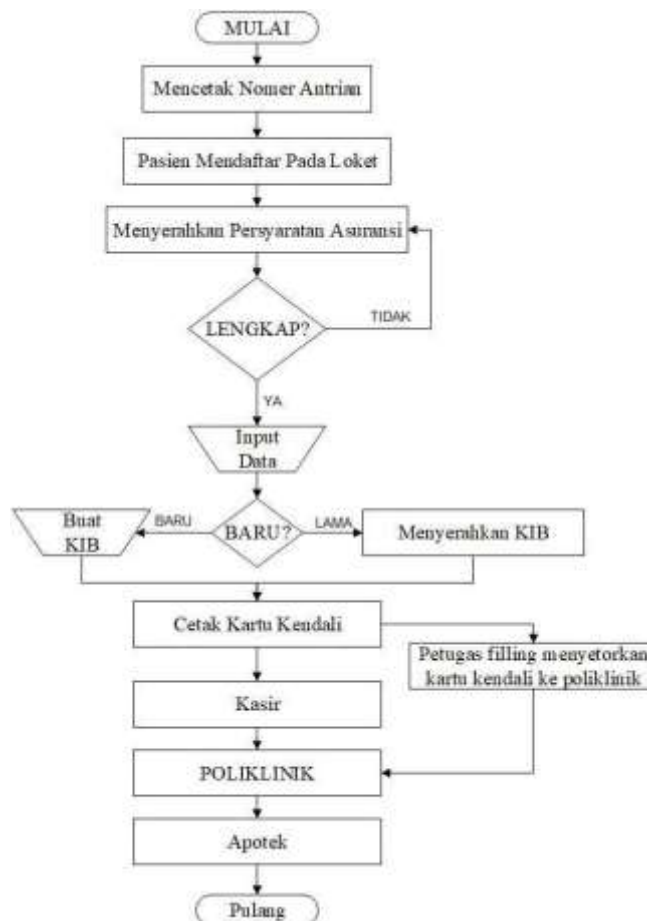 MULAI
Mencetak Nomer Antrian
Pasien Mendaftar Pada Loket
Menyerahkan Persyaratan Asuransi
LENGKAP?
TIDAK
YA
Input
Data
Buat
KIB
BARU
BARU?
LAMA
Menyerahkan KIB
Cetak Kartu Kendali
Petugas filling menyetorkan
kartu kendali ke poliklinik
Kasir
POLIKLINIK
Apotek
Pulang